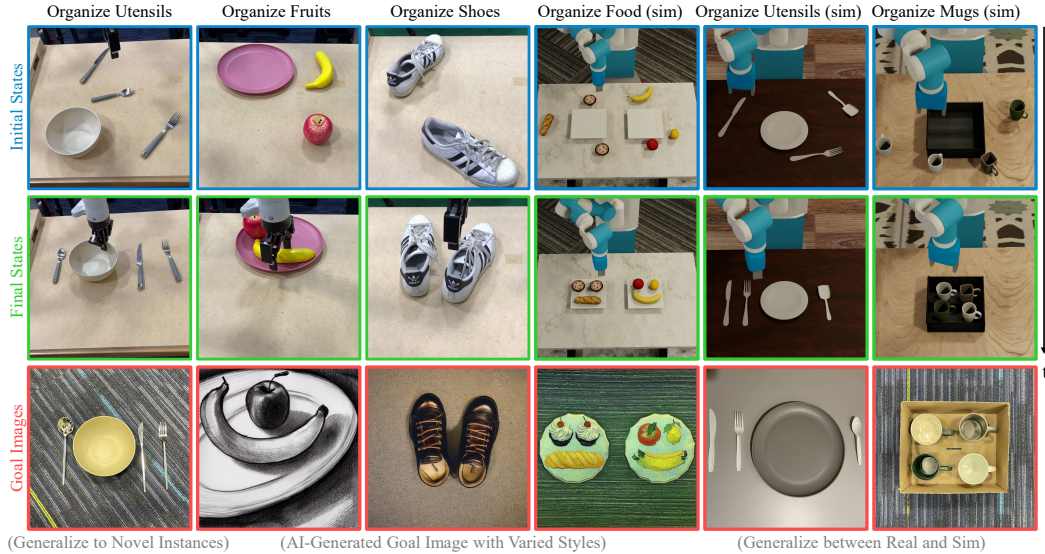 Organize Utensils
Organize Fruits
Organize Shoes
Organize Food (sim)
Organize Utensils (sim)
Organize Mugs (sim)
Initial States
Final States
Goal Images
t
(Generalize to Novel Instances)
(AI-Generated Goal Image with Varied Styles)
(Generalize between Real and Sim)